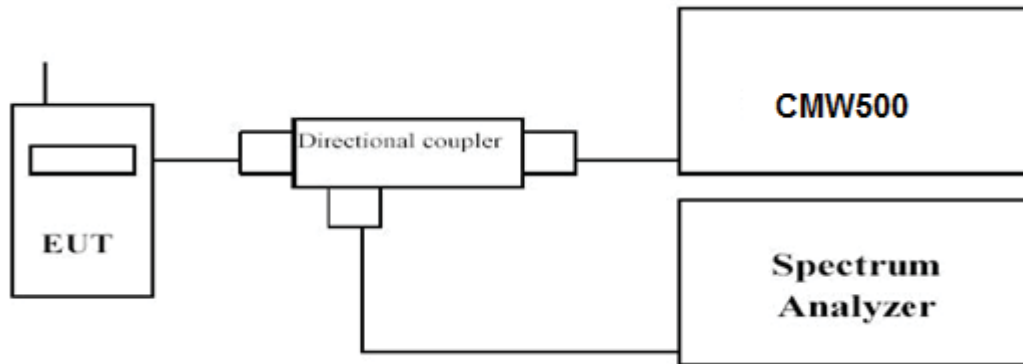 EUT
Directional coupler
CMW500
Spectrum
Analyzer